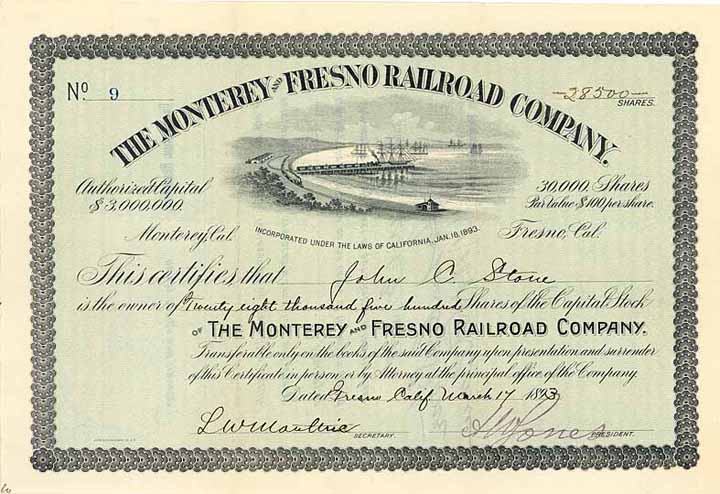 No. 9
28500
SHARES.
THE MONTEREY AND FRESNO RAILROAD COMPANY.
Authorized Capital
$3,000,000.
30,000. Shares
Par Value $100 per share.
Monterey, Cal.
INCORPORATED UNDER THE LAWS OF CALIFORNIA, JAN. 18, 1893.
Fresno, Cal.
This certifies that John C. Stone
is the owner of Twenty eight thousand five hundred Shares of the Capital Stock
OF THE MONTEREY AND FRESNO RAILROAD COMPANY.
Transferable only on the books of the said Company upon presentation and surrender
of this Certificate in person or by Attorney at the principal office of the Company.
Dated Fresno Calif March 17 1893
SECRETARY.
Jones
PRESIDENT.